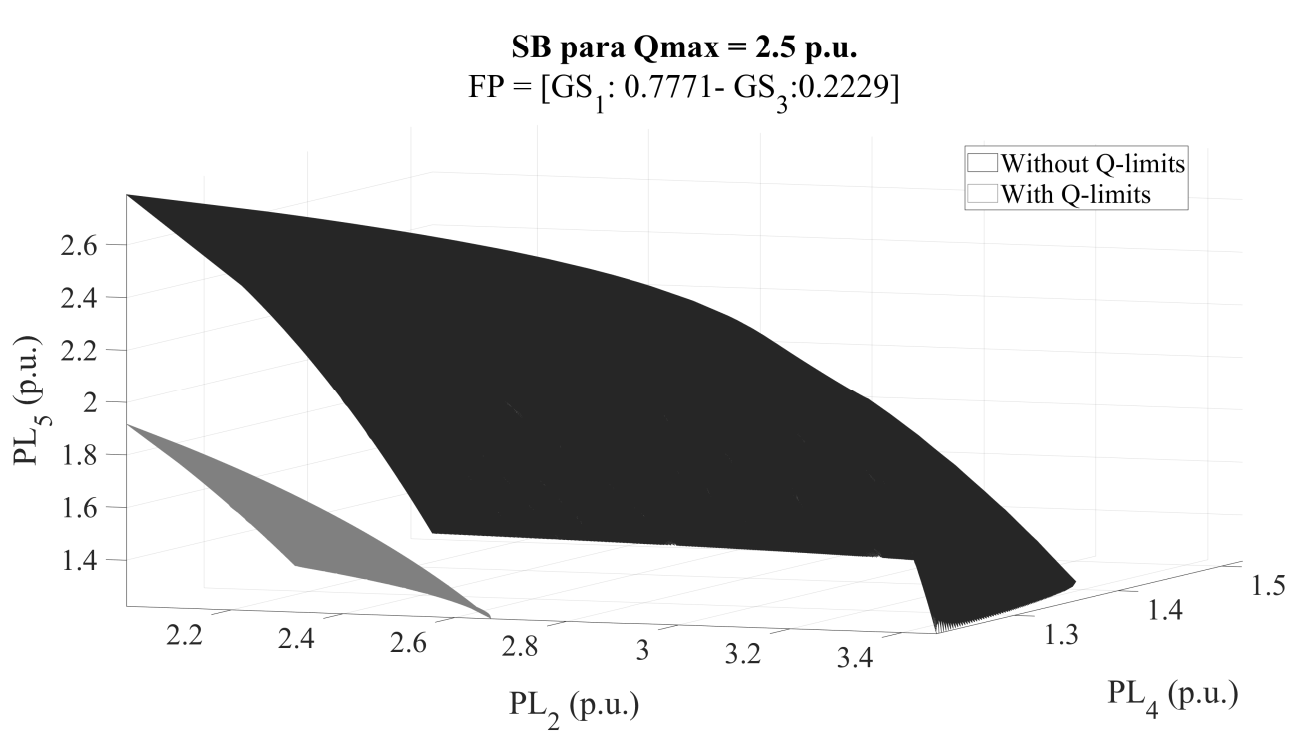 SB para Qmax = 2.5 p.u.
FP = [GS₁: 0.7771- GS₃:0.2229]
Without Q-limits
With Q-limits
2.6
2.4
2.2
2
1.8
1.6
1.4
PL₅ (p.u.)
2.2
2.4
2.6
2.8
3
3.2
3.4
PL₂ (p.u.)
1.3
1.4
1.5
PL₄ (p.u.)